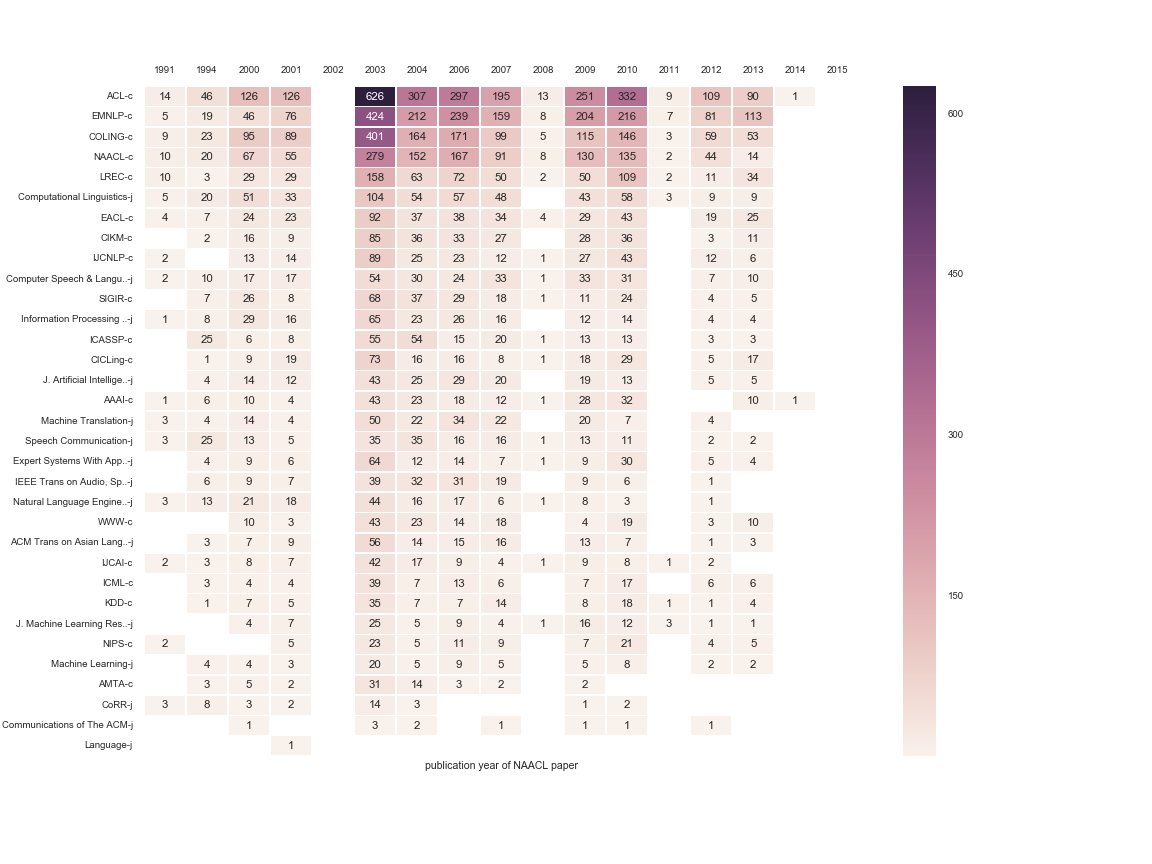 1991 1994 2000 2001 2002 2003 2004 2006 2007 2008 2009 2010 2011 2012 2013 2014 2015
ACL-c 14 46 126 126 626 307 297 195 13 251 332 9 109 90 1
EMNLP-c 5 19 46 76 424 212 239 159 8 204 216 7 81 113
600
COLING-c 9 23 95 89 401 164 171 99 5 115 146 3 59 53
NAACL-c 10 20 67 55 279 152 167 91 8 130 135 2 44 14
LREC-c 10 3 29 29 158 63 72 50 2 50 109 2 11 34
Computational Linguistics-j 5 20 51 33 104 54 57 48 43 58 3 9 9
EACL-c 4 7 24 23 92 37 38 34 4 29 43 19 25
CIKM-c 2 16 9 85 36 33 27 28 36 3 11
IJCNLP-c 2 13 14 89 25 23 12 1 27 43 12 6
450
Computer Speech & Langu..-j 2 10 17 17 54 30 24 33 1 33 31 7 10
SIGIR-c 7 26 8 68 37 29 18 1 11 24 4 5
Information Processing ..-j 1 8 29 16 65 23 26 16 12 14 4 4
ICASSP-c 25 6 8 55 54 15 20 1 13 13 3 3
CICLing-c 1 9 19 73 16 16 8 1 18 29 5 17
J. Artificial Intellige..-j 4 14 12 43 25 29 20 19 13 5 5
AAAI-c 1 6 10 4 43 23 18 12 1 28 32 10 1
Machine Translation-j 3 4 14 4 50 22 34 22 20 7 4
300
Speech Communication-j 3 25 13 5 35 35 16 16 1 13 11 2 2
Expert Systems With App..-j 4 9 6 64 12 14 7 1 9 30 5 4
IEEE Trans on Audio, Sp..-j 6 9 7 39 32 31 19 9 6 1
Natural Language Engine..-j 3 13 21 18 44 16 17 6 1 8 3 1
WWW-c 10 3 43 23 14 18 4 19 3 10
ACM Trans on Asian Lang..-j 3 7 9 56 14 15 16 13 7 1 3
IJCAI-c 2 3 8 7 42 17 9 4 1 9 8 1 2
ICML-c 3 4 4 39 7 13 6 7 17 6 6
150
KDD-c 1 7 5 35 7 7 14 8 18 1 1 4
J. Machine Learning Res..-j 4 7 25 5 9 4 1 16 12 3 1 1
NIPS-c 2 5 23 5 11 9 7 21 4 5
Machine Learning-j 4 4 3 20 5 9 5 5 8 2 2
AMTA-c 3 5 2 31 14 3 2 2
CoRR-j 3 8 3 2 14 3 1 2
Communications of The ACM-j 1 3 2 1 1 1 1
Language-j 1
publication year of NAACL paper